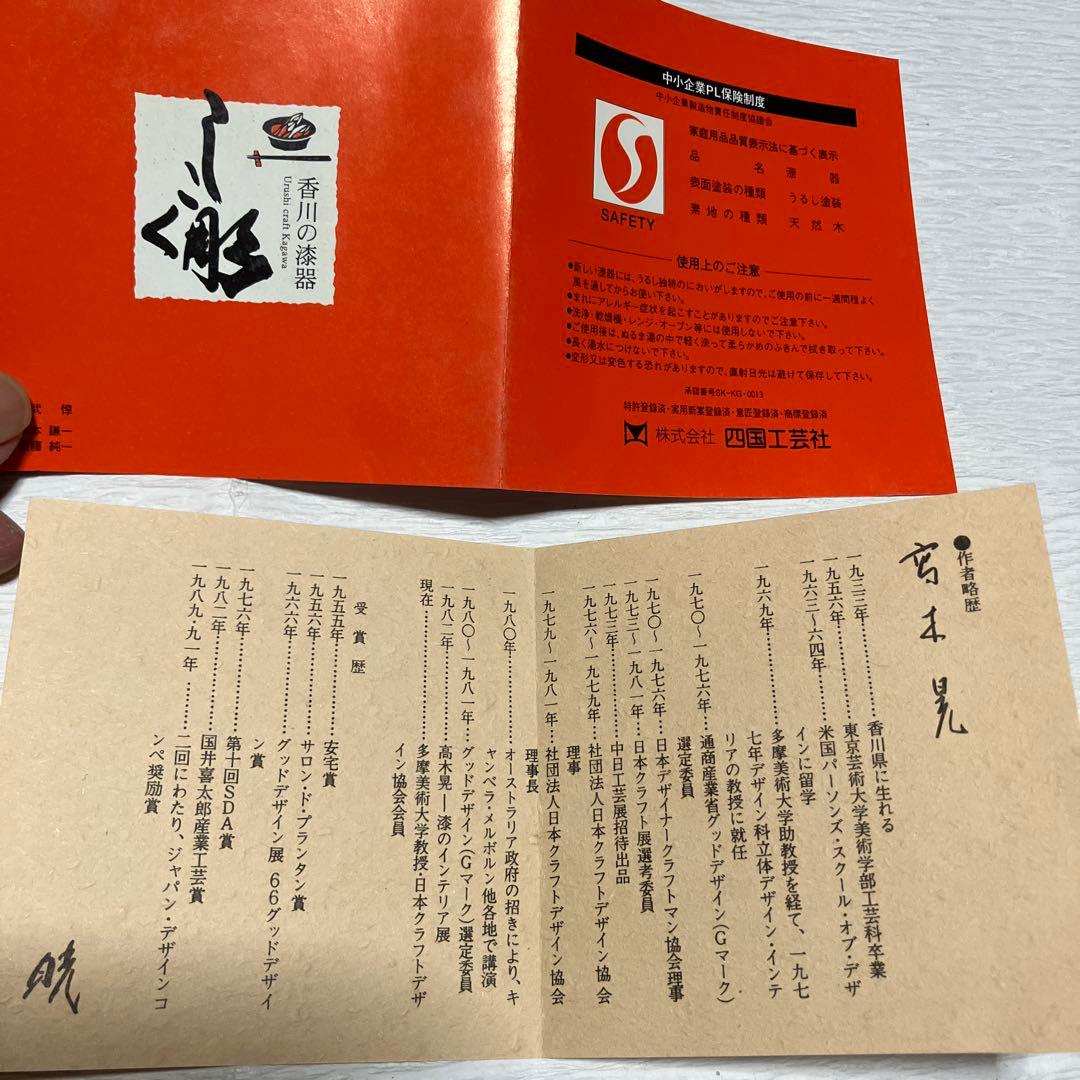 香川の漆器
Urushi craft Kagawa
惇
謙一
純一
中小企業PL保険制度
中小企業製造物責任制度協議会
SAFETY
家庭用品品質表示法に基づく表示
品名 漆器
表面塗装の種類 うるし塗装
素地の種類 天然木
使用上のご注意
●新しい漆器には、うるし独特のにおいがしますので、ご使用の前に一週間程よく
風を通してからお使い下さい。
●まれにアレルギー症状を起こすことがありますのでご注意下さい。
●洗浄・乾燥機・レンジ・オーブン等には使用しないで下さい。
●ご使用後は、ぬるま湯の中で軽く洗って柔らかめのふきんで拭き取って下さい。
●長く湯水につけないで下さい。
●変形又は変色する恐れがありますので、直射日光は避けて保存して下さい。
承認番号SK-KG-0013
特許登録済・実用新案登録済・意匠登録済・商標登録済
株式会社 四国工芸社
●作者略歴
髙木晃
一九三三年…………香川県に生れる
一九五六年…………東京芸術大学美術学部工芸科卒業
一九六三〜六四年……米国パーソンズ・スクール・オブ・デザ
インに留学
一九六九年…………多摩美術大学助教授を経て、一九七
七年デザイン科立体デザイン・インテ
リアの教授に就任
一九七〇〜一九七六年…通商産業省グッドデザイン(Gマーク)
選定委員
一九七〇〜一九七六年…日本デザイナークラフトマン協会理事
一九七三〜一九八一年…日本クラフト展選考委員
一九七三年…………中日工芸展招待出品
一九七六〜一九七九年…社団法人日本クラフトデザイン協会
理事
一九七九〜一九八一年…社団法人日本クラフトデザイン協会
理事長
一九八〇年…………オーストラリア政府の招きにより、キ
ャンベラ・メルボルン他各地で講演
一九八〇〜一九八一年…グッドデザイン(Gマーク)選定委員
一九八二年…………高木晃—漆のインテリア展
現在……………多摩美術大学教授・日本クラフトデザ
イン協会会員
受賞歴
一九五五年…………安宅賞
一九五六年…………サロン・ド・プランタン賞
一九六六年…………グッドデザイン展 66グッドデザイ
ン賞
一九七六年…………第十回SDA賞
一九八二年…………国井喜太郎産業工芸賞
一九八九・九一年……二回にわたり、ジャパン・デザインコ
ンペ奨励賞